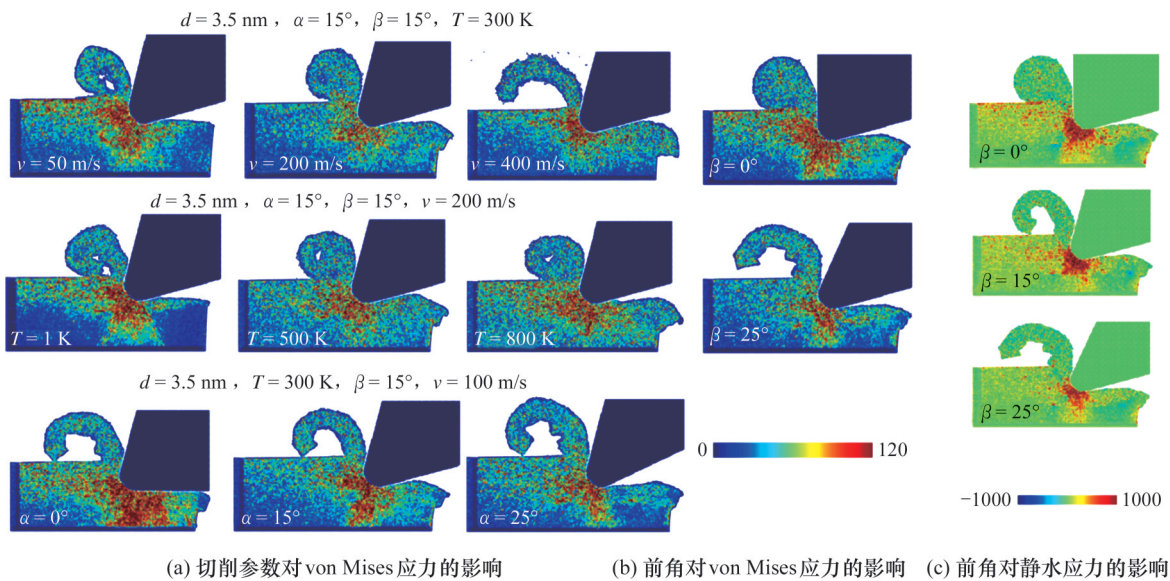 d = 3.5 nm ，α = 15°，β = 15°，T = 300 K
v = 50 m/s
v = 200 m/s
v = 400 m/s
β = 0°
β = 0°
d = 3.5 nm ，α = 15°，β = 15°，v = 200 m/s
T = 1 K
T = 500 K
T = 800 K
β = 25°
β = 15°
d = 3.5 nm ，T = 300 K，β = 15°，v = 100 m/s
α = 0°
α = 15°
α = 25°
0 120
β = 25°
−1000 1000
(a) 切削参数对von Mises应力的影响
(b) 前角对von Mises应力的影响
(c) 前角对静水应力的影响